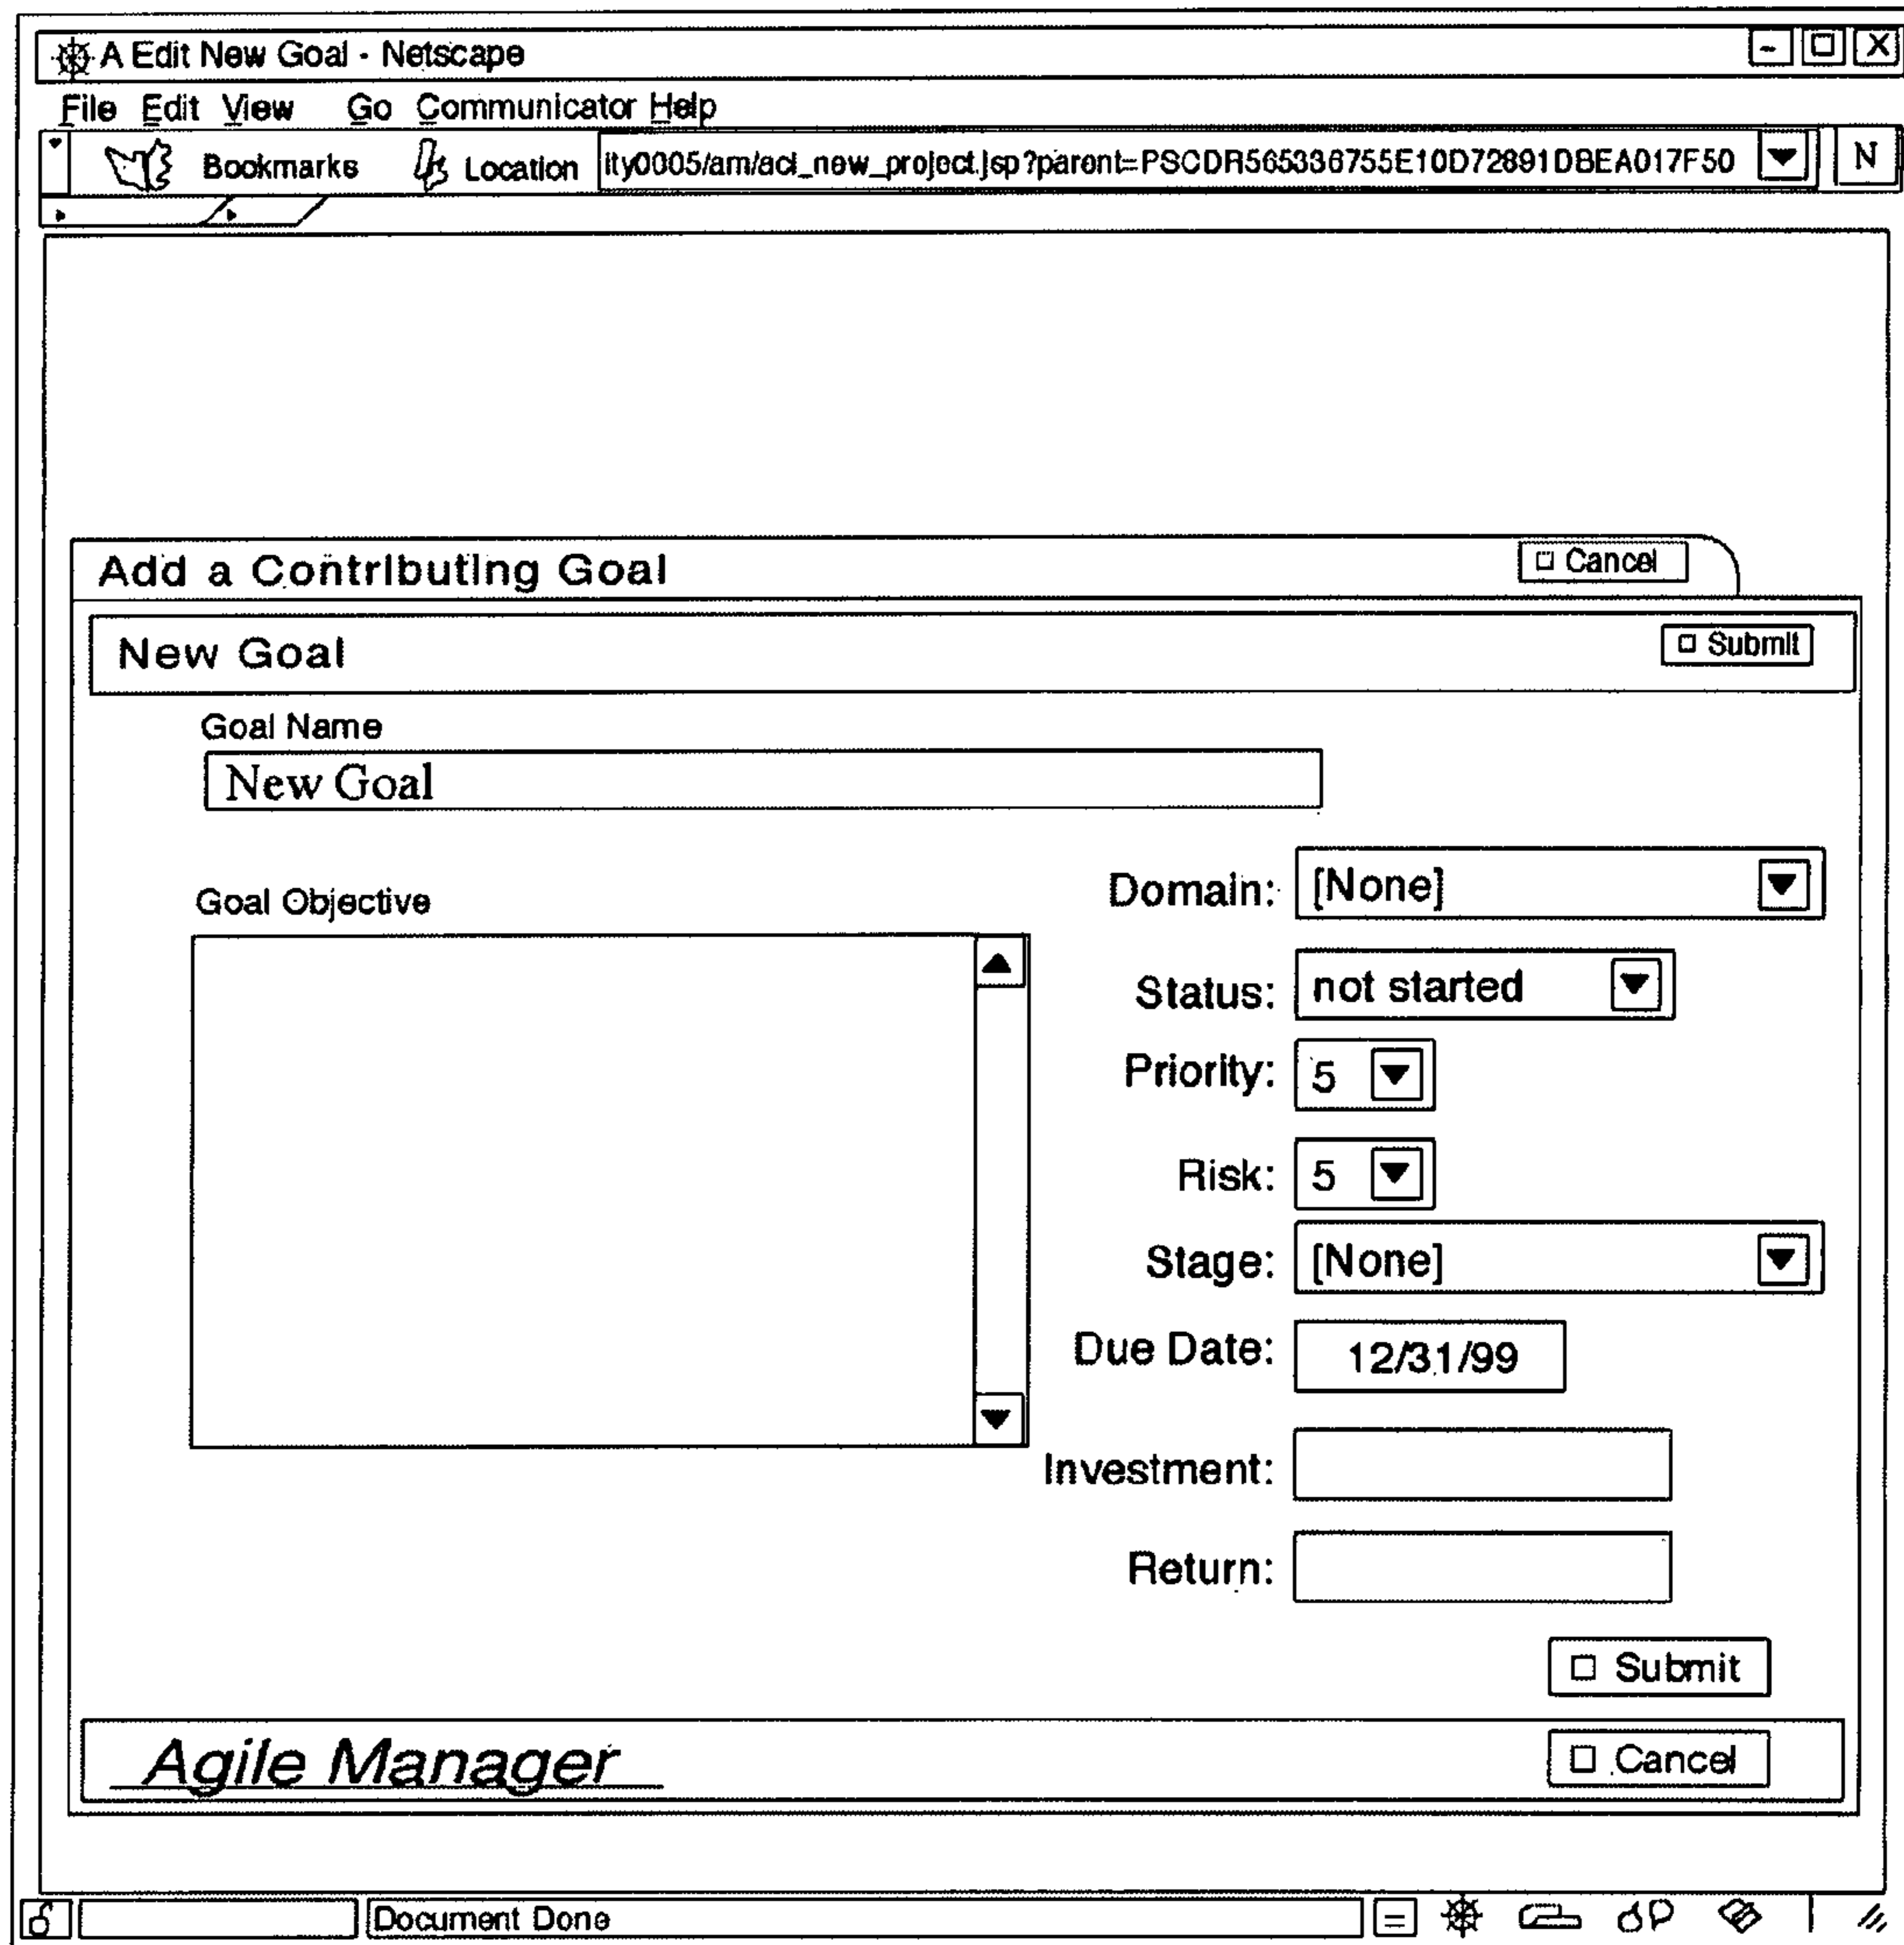 A Edit New Goal - Netscape
File Edit View Go Communicator Help
Bookmarks Location ity0005/am/acl_new_project.jsp?parent=PSCDR565336755E10D72891DBEA017F50 N
Add a Contributing Goal Cancel
New Goal Submit
Goal Name
New Goal
Goal Objective
Domain: [None]
Status: not started
Priority: 5
Risk: 5
Stage: [None]
Due Date: 12/31/99
Investment:
Return:
Submit
Agile Manager Cancel
Document Done